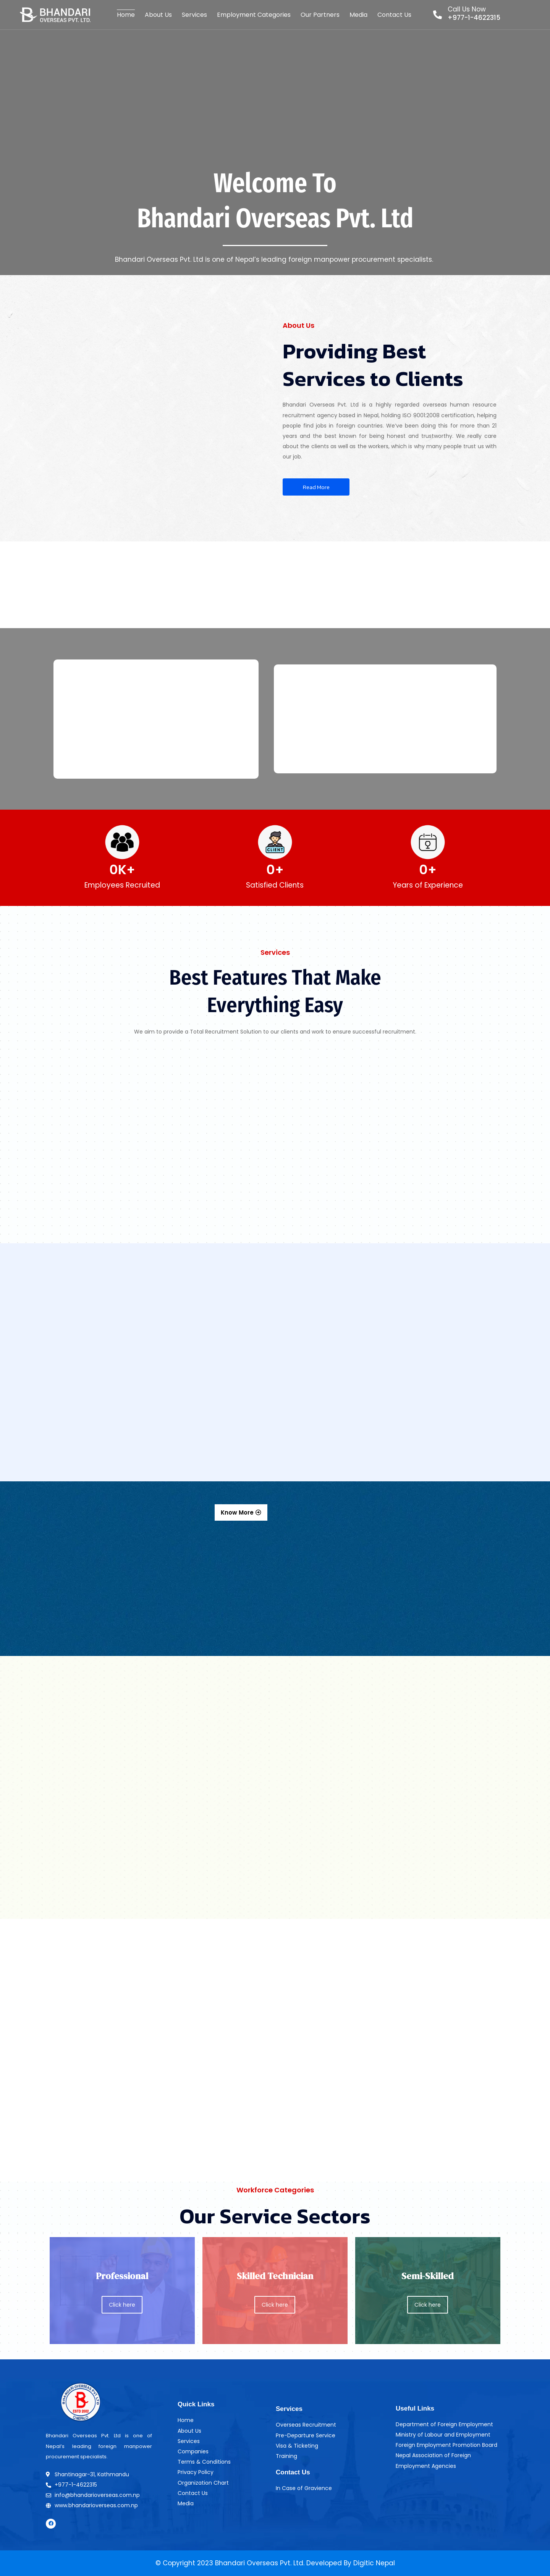 BHANDARI
OVERSEAS PVT. LTD.
Home
About Us
Services
Employment Categories
Our Partners
Media
Contact Us
Call Us Now
+977-1-4622315
Welcome To
Bhandari Overseas Pvt. Ltd
Bhandari Overseas Pvt. Ltd is one of Nepal's leading foreign manpower procurement specialists.
About Us
Providing Best
Services to Clients
Bhandari Overseas Pvt. Ltd is a highly regarded overseas human resource
recruitment agency based in Nepal, holding ISO 9001:2008 certification, helping
people find jobs in foreign countries. We've been doing this for more than 21
years and the best known for being honest and trustworthy. We really care
about the clients as well as the workers, which is why many people trust us with
our job.
Read More
0K+
Employees Recruited
CLIENT
0+
Satisfied Clients
0+
Years of Experience
Services
Best Features That Make
Everything Easy
We aim to provide a Total Recruitment Solution to our clients and work to ensure successful recruitment.
Know More
Workforce Categories
Our Service Sectors
Professional
Click here
Skilled Technician
Click here
Semi-Skilled
Click here
Bhandari Overseas Pvt. Ltd is one of
Nepal's leading foreign manpower
procurement specialists.
Shantinagar-31, Kathmandu
+977-1-4622315
info@bhandarioverseas.com.np
www.bhandarioverseas.com.np
Quick Links
Home
About Us
Services
Companies
Terms & Conditions
Privacy Policy
Organization Chart
Contact Us
Media
Services
Overseas Recruitment
Pre-Departure Service
Visa & Ticketing
Training
Contact Us
In Case of Gravience
Useful Links
Department of Foreign Employment
Ministry of Labour and Employment
Foreign Employment Promotion Board
Nepal Association of Foreign
Employment Agencies
© Copyright 2023 Bhandari Overseas Pvt. Ltd. Developed By Digitic Nepal